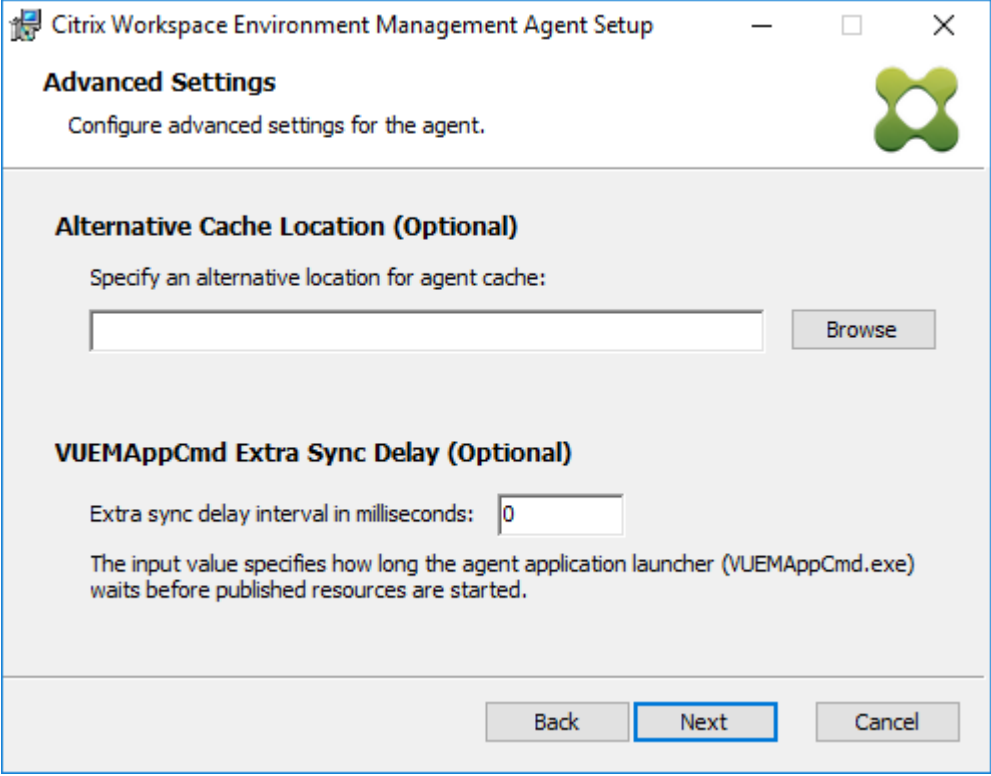 Citrix Workspace Environment Management Agent Setup
Advanced Settings
Configure advanced settings for the agent.
Alternative Cache Location (Optional)
Specify an alternative location for agent cache:
Browse
VUEMAppCmd Extra Sync Delay (Optional)
Extra sync delay interval in milliseconds: 0
The input value specifies how long the agent application launcher (VUEMAppCmd.exe)
waits before published resources are started.
Back Next Cancel